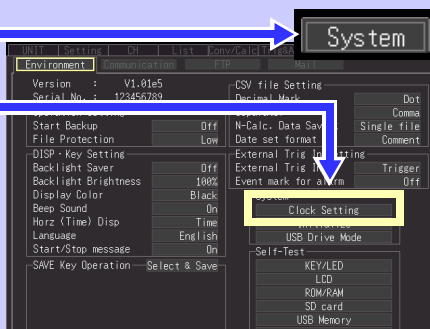 System
UNIT | Setting | CH | List |Conv/Calc|Trig&A
Environment Communication FTP Mail
Version : V1.01e5
Serial No. : 123456789
Start Backup Off
File Protection Low
DISP・Key Setting
Backlight Saver Off
Backlight Brightness 100%
Display Color Black
Beep Sound On
Horz (Time) Disp Time
Language English
Start/Stop message On
SAVE Key Operation Select & Save
CSV file Setting
Decimal Mark Dot
Comma
N-Calc. Data Sav Single file
Date set format Comment
External Trig In
External Trig In Trigger
Event mark for alarm Off
System
Clock Setting
Initialize
USB Drive Mode
Self-Test
KEY/LED
LCD
ROM/RAM
SD card
USB Memory